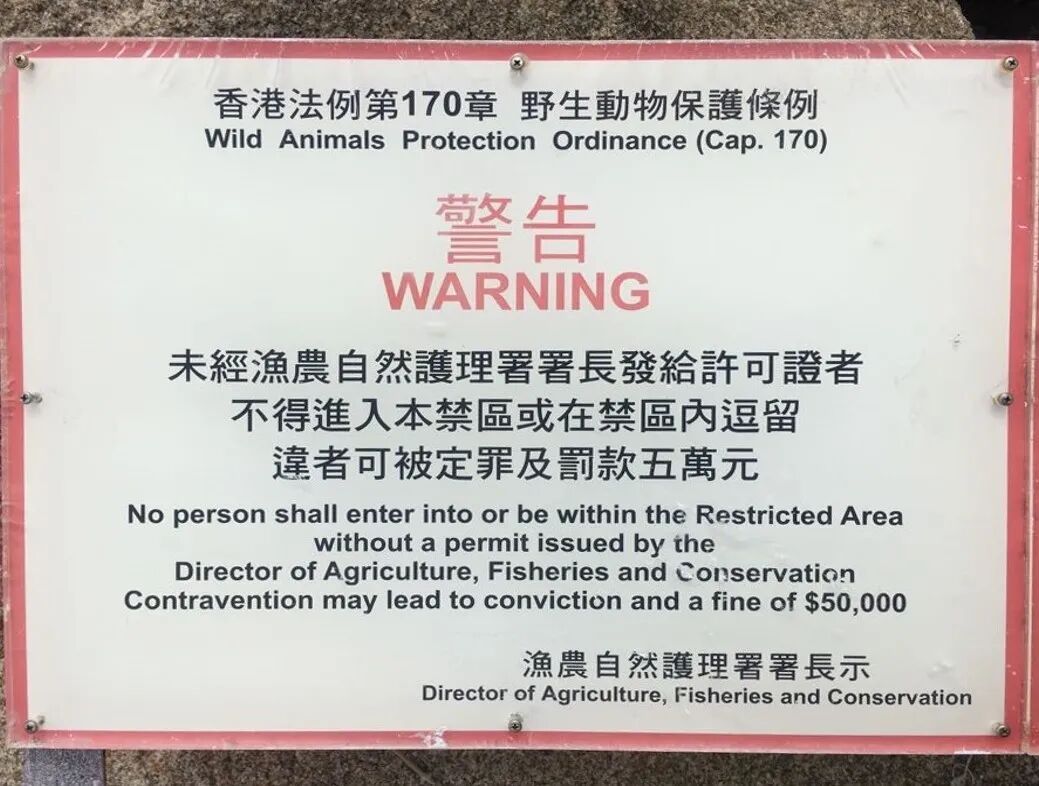 香港法例第170章 野生動物保護條例
Wild Animals Protection Ordinance (Cap. 170)
警告
WARNING
未經漁農自然護理署署長發給許可證者
不得進入本禁區或在禁區內逗留
違者可被定罪及罰款五萬元
No person shall enter into or be within the Restricted Area
without a permit issued by the
Director of Agriculture, Fisheries and Conservation
Contravention may lead to conviction and a fine of $50,000
漁農自然護理署署長示
Director of Agriculture, Fisheries and Conservation